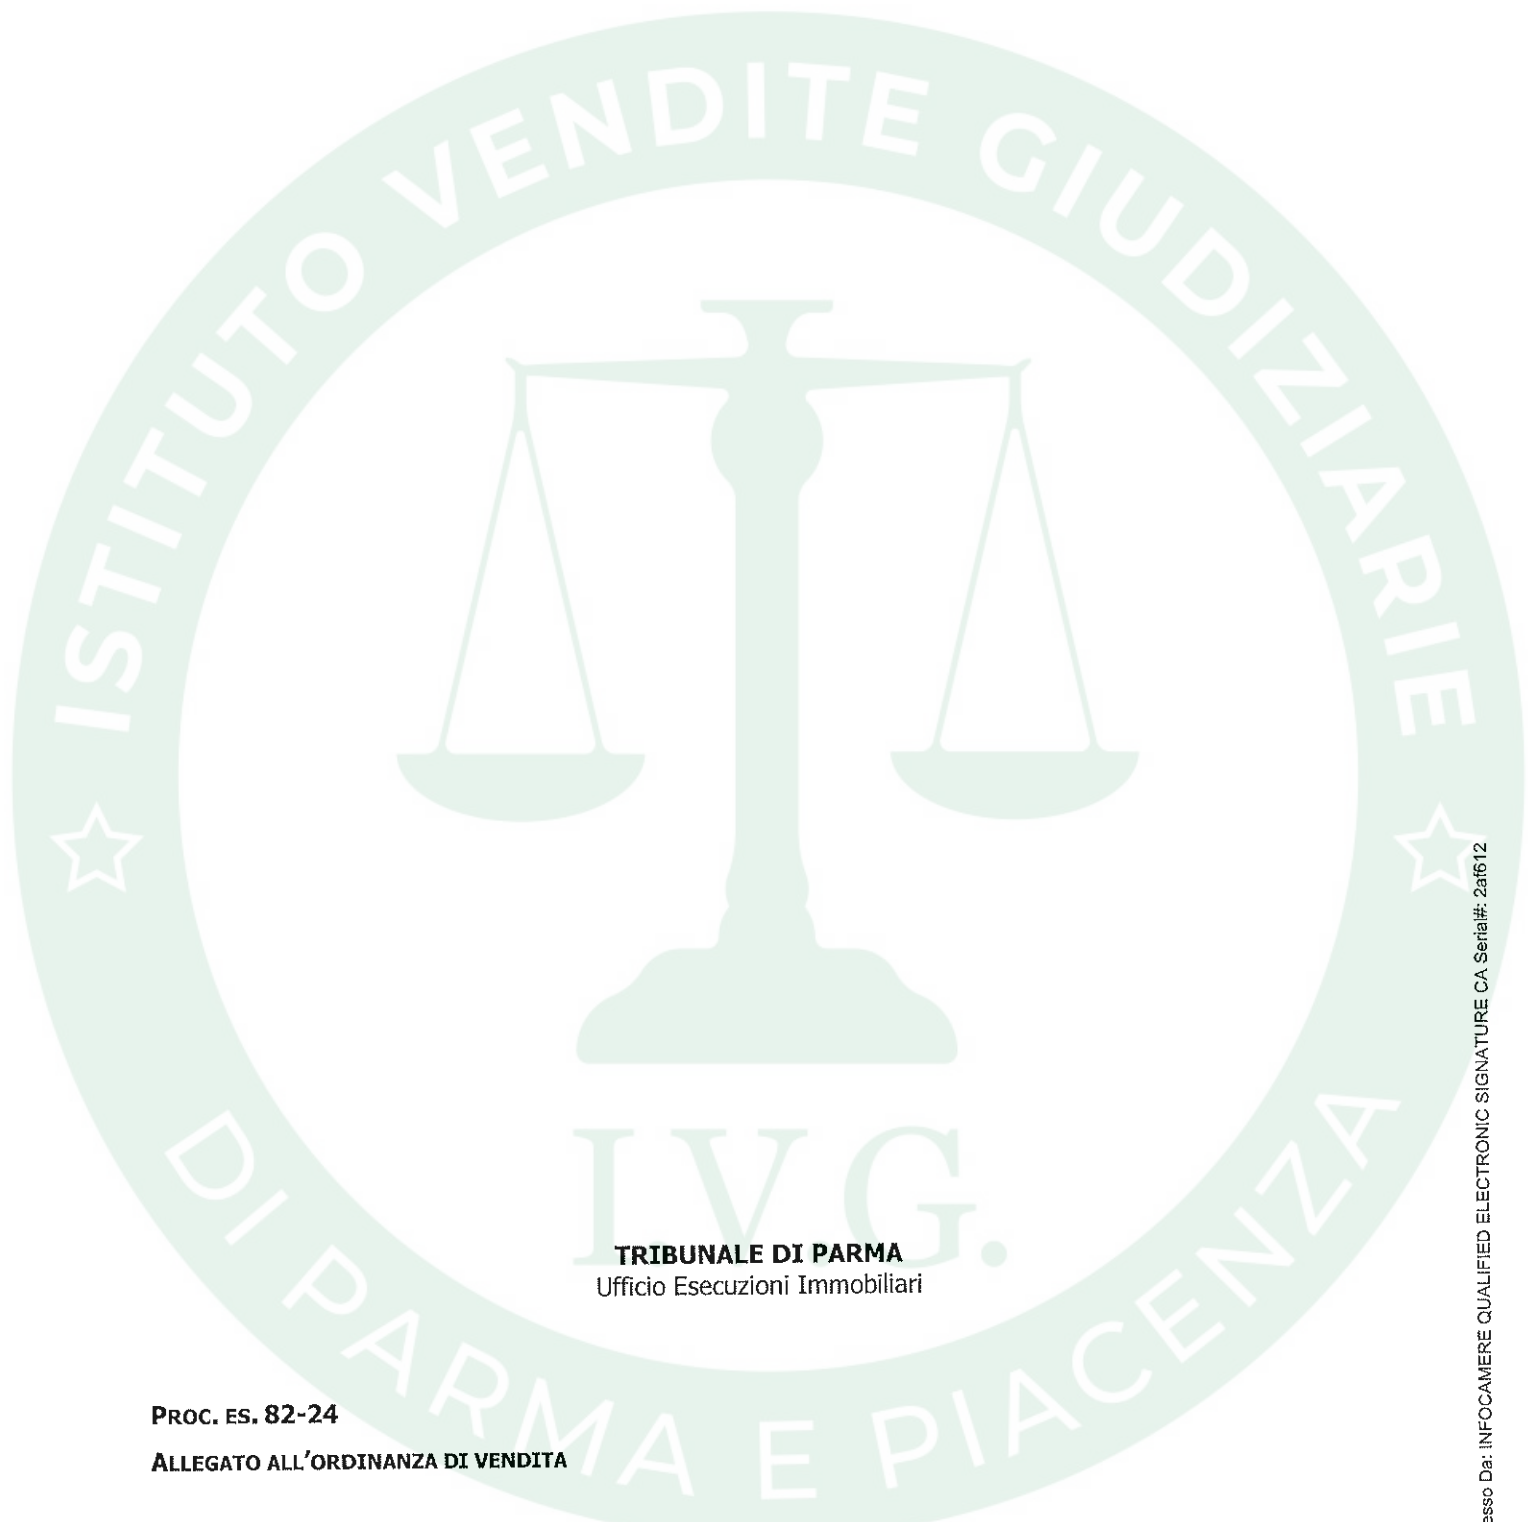 ISTITUTO VENDITE GIUDIZIARIE
I.V.G.
DI PARMA E PIACENZA
TRIBUNALE DI PARMA
Ufficio Esecuzioni Immobiliari
PROC. ES. 82-24
ALLEGATO ALL'ORDINANZA DI VENDITA
esso Da: INFOCAMERE QUALIFIED ELECTRONIC SIGNATURE CA Serial#: 2af612